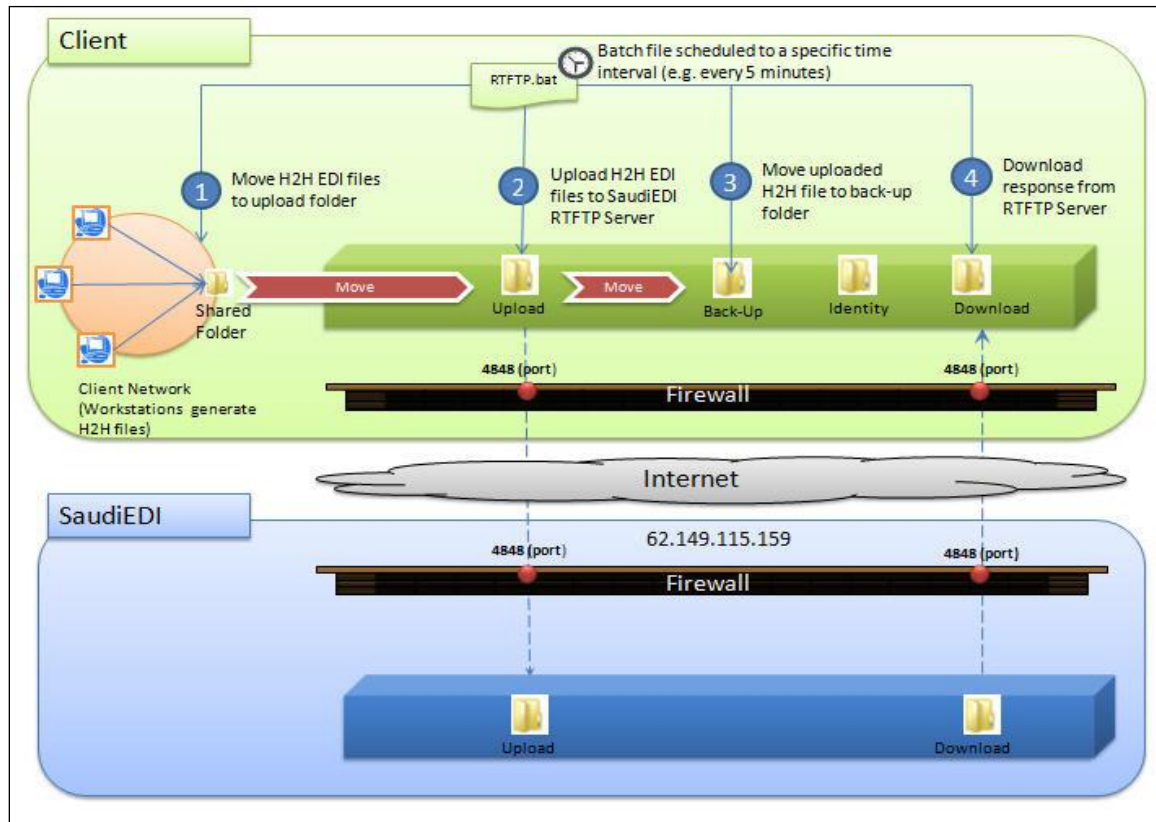 Client
Batch file scheduled to a specific time
interval (e.g. every 5 minutes)
RTFTP.bat
1
Move H2H EDI files
to upload folder
2
Upload H2H EDI
files to SaudiEDI
RTFTP Server
3
Move uploaded
H2H file to back-up
folder
4
Download
response from
RTFTP Server
Move
Move
Shared
Folder
Upload
Back-Up
Identity
Download
Client Network
(Workstations generate
H2H files)
4848 (port)
4848 (port)
Firewall
Internet
SaudiEDI
62.149.115.159
4848 (port)
4848 (port)
Firewall
Upload
Download